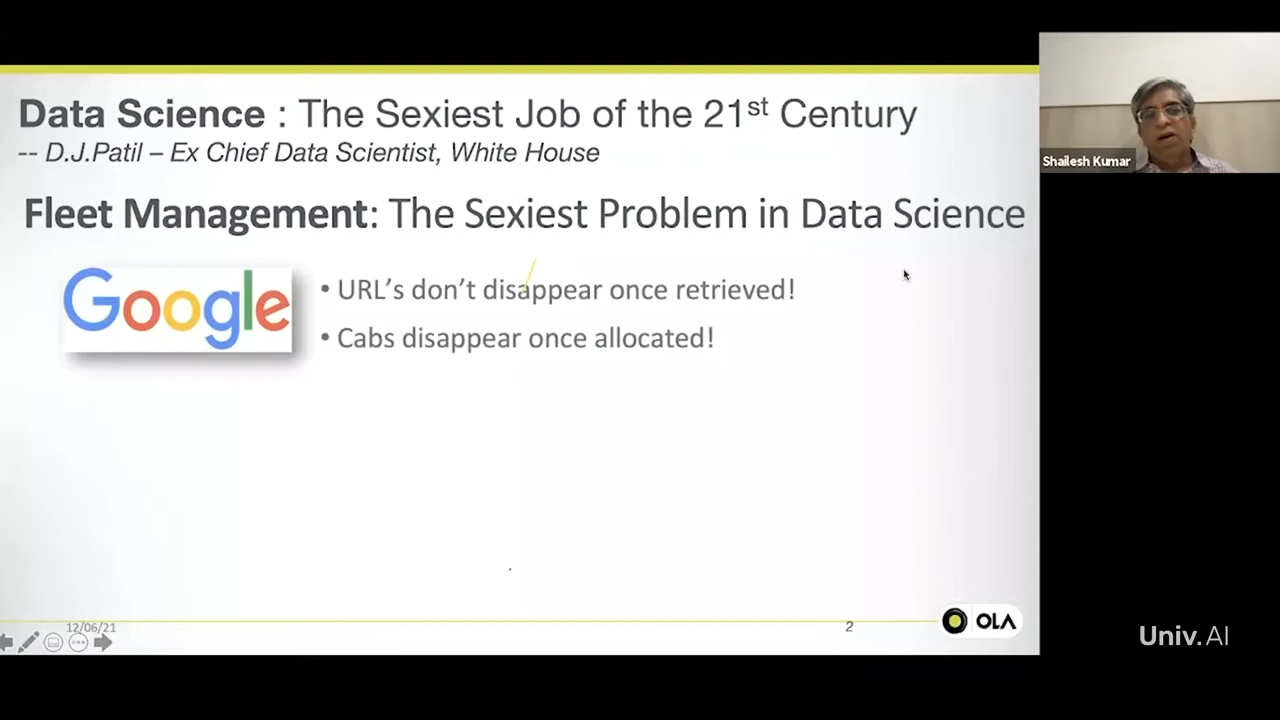 Data Science : The Sexiest Job of the 21st Century
-- D.J.Patil – Ex Chief Data Scientist, White House
Fleet Management: The Sexiest Problem in Data Science
Google
• URL's don't disappear once retrieved!
• Cabs disappear once allocated!
Shailesh Kumar
12/06/21
2
OLA
Univ.AI